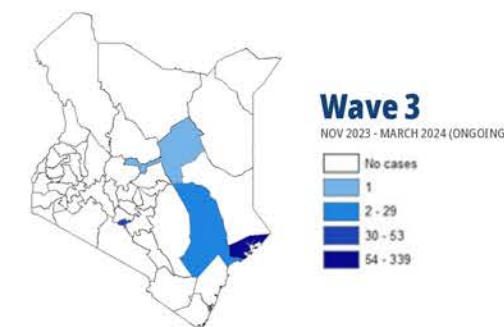 Wave 3
NOV 2023 - MARCH 2024 (ONGOING
No cases
1
2 - 29
30 - 53
54 - 339